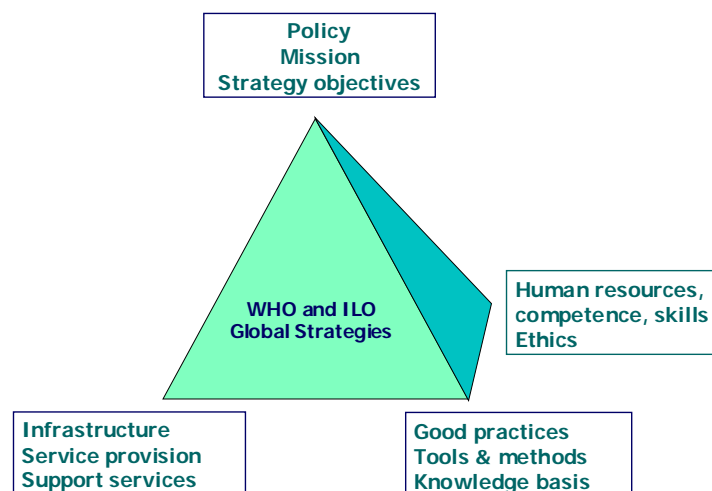 Policy
Mission
Strategy objectives
WHO and ILO
Global Strategies
Human resources,
competence, skills
Ethics
Infrastructure
Service provision
Support services
Good practices
Tools & methods
Knowledge basis